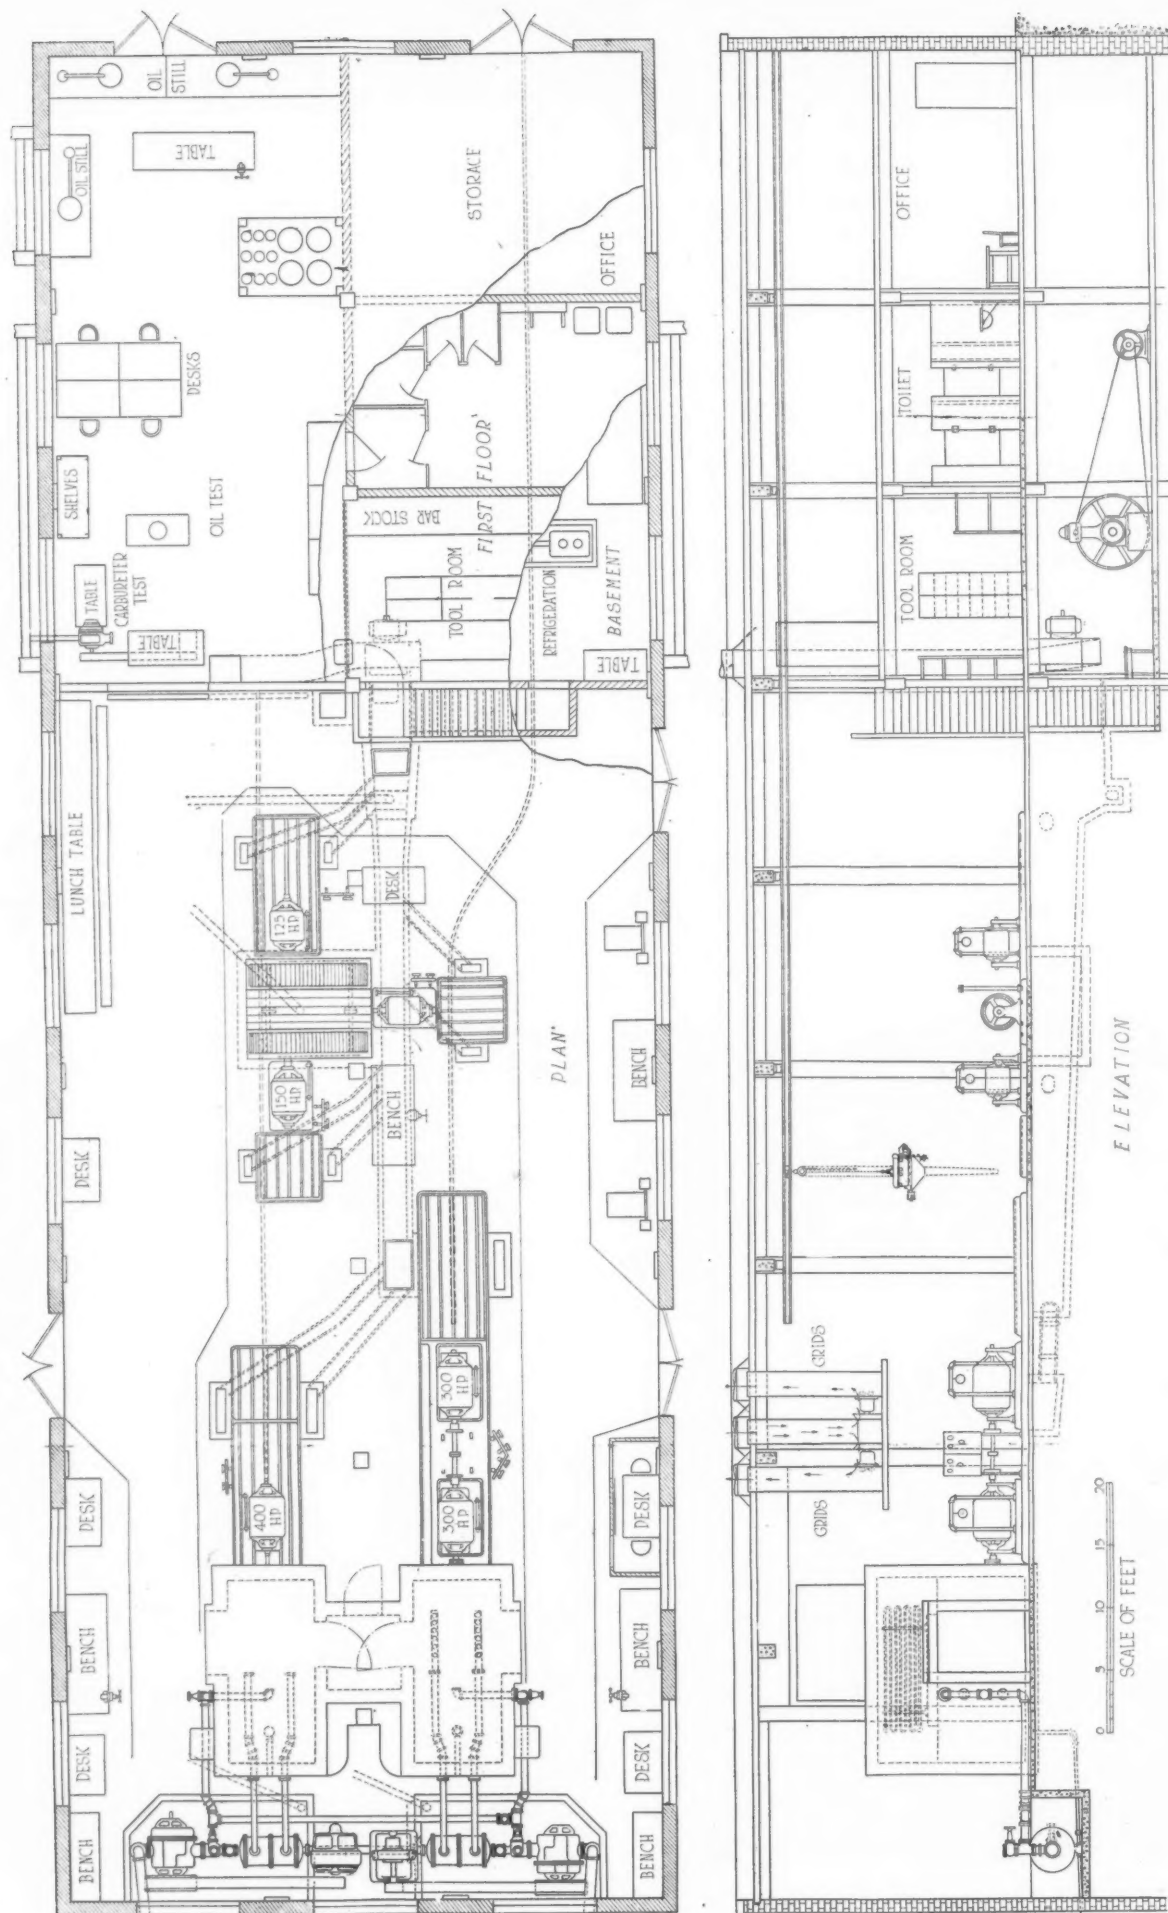 OIL
STILL
OIL STILL
TABLE
STORAGE
OFFICE
DESKS
SHELVES
OIL TEST
TABLE
CARBURETER
TEST
TABLE
FIRST FLOOR
BAR STOCK
TOOL ROOM
REFRIGERATION
BASEMENT
TABLE
LUNCH TABLE
125
HP
DESK
150
HP
BENCH
PLAN
BENCH
DESK
300
HP
400
HP
300
HP
DESK
DESK
BENCH
BENCH
DESK
DESK
BENCH
BENCH
OFFICE
TOILET
TOOL ROOM
GRIDS
GRIDS
ELEVATION
0 5 10 15 20
SCALE OF FEET